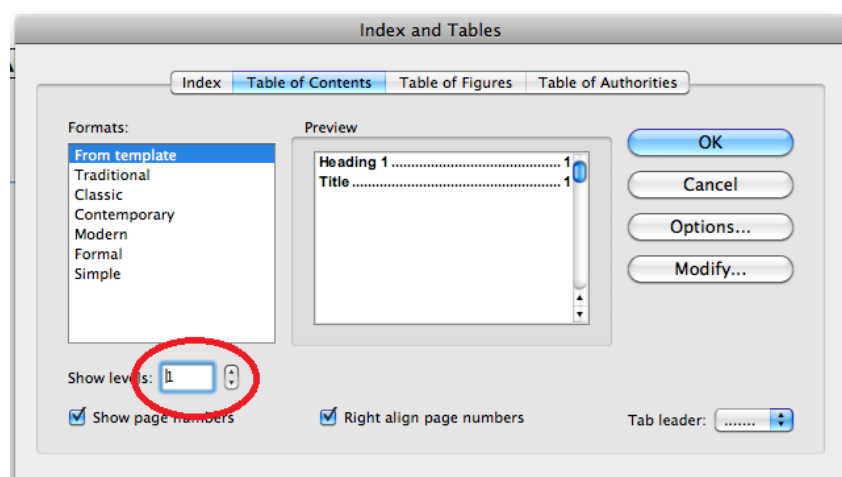 Index and Tables
Index Table of Contents Table of Figures Table of Authorities
Formats:
From template
Traditional
Classic
Contemporary
Modern
Formal
Simple
Preview
Heading 1 ........................................... 1
Title ..................................................... 1
OK
Cancel
Options...
Modify...
Show levels: 1
Show page numbers
Right align page numbers
Tab leader: .......